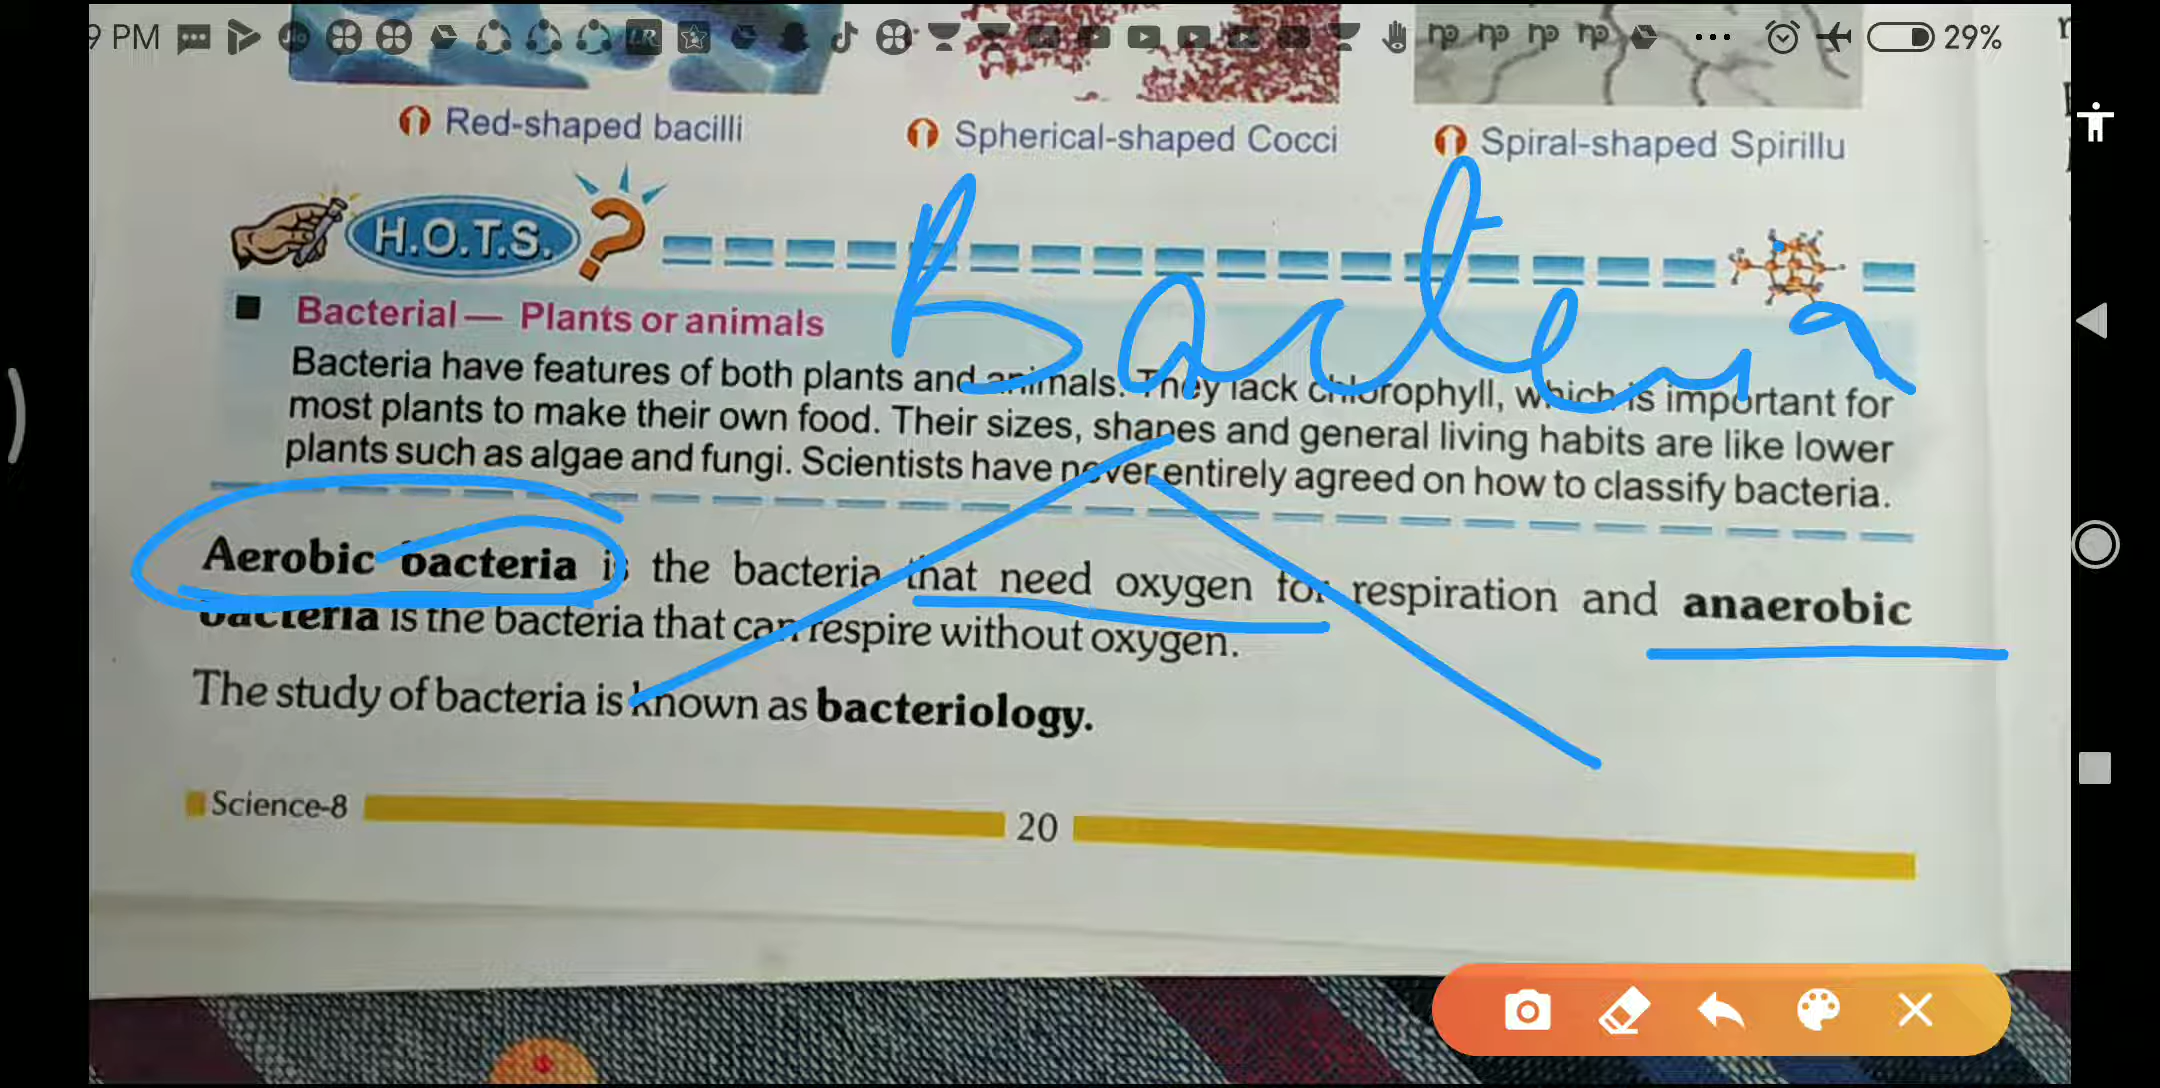 9 PM 29%
Red-shaped bacilli Spherical-shaped Cocci Spiral-shaped Spirillu
H.O.T.S.?
Bacteria
Bacterial — Plants or animals
Bacteria have features of both plants and animals. They lack chlorophyll, which is important for
most plants to make their own food. Their sizes, shapes and general living habits are like lower
plants such as algae and fungi. Scientists have never entirely agreed on how to classify bacteria.
Aerobic bacteria is the bacteria that need oxygen for respiration and anaerobic
bacteria is the bacteria that can respire without oxygen.
The study of bacteria is known as bacteriology.
Science-8 20